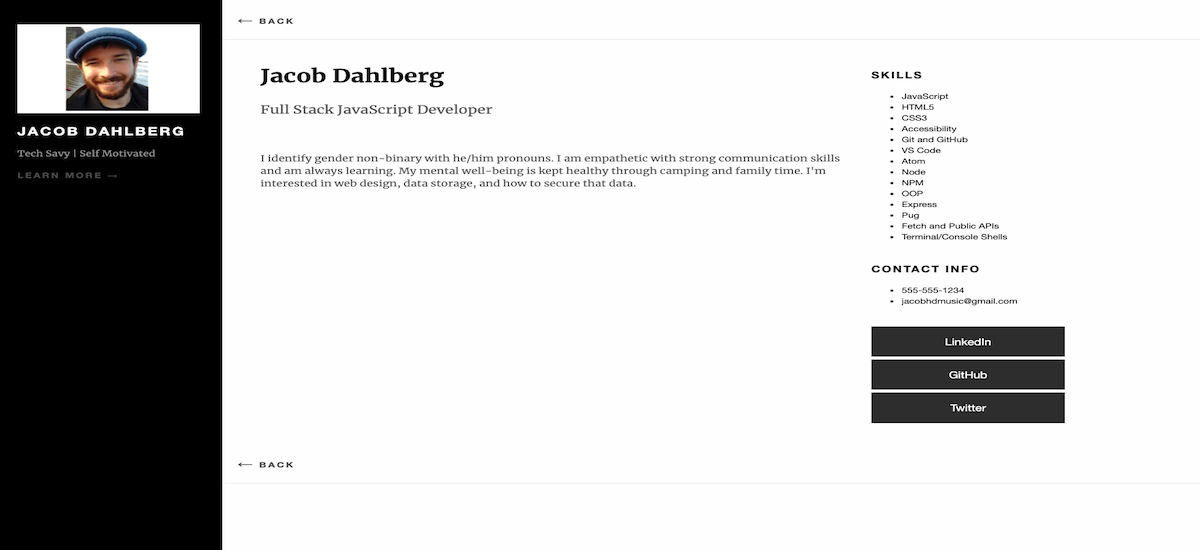 JACOB DAHLBERG
Tech Savy | Self Motivated
LEARN MORE →
← BACK
Jacob Dahlberg
Full Stack JavaScript Developer
I identify gender non-binary with he/him pronouns. I am empathetic with strong communication skills
and am always learning. My mental well-being is kept healthy through camping and family time. I'm
interested in web design, data storage, and how to secure that data.
SKILLS
• JavaScript
• HTML5
• CSS3
• Accessibility
• Git and GitHub
• VS Code
• Atom
• Node
• NPM
• OOP
• Express
• Pug
• Fetch and Public APIs
• Terminal/Console Shells
CONTACT INFO
• 555-555-1234
• jacobhdmusic@gmail.com
LinkedIn
GitHub
Twitter
← BACK